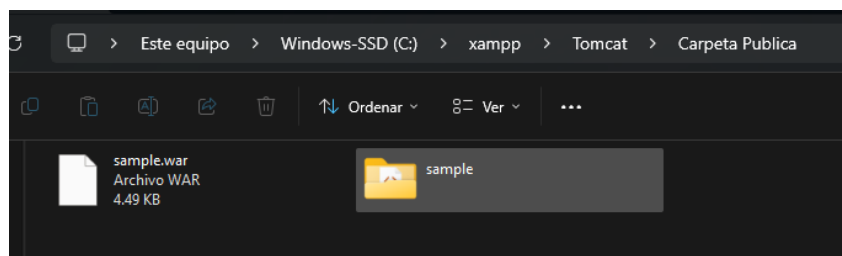 Este equipo > Windows-SSD (C:) > xampp > Tomcat > Carpeta Publica
Ordenar Ver
sample.war
Archivo WAR
4.49 KB
sample